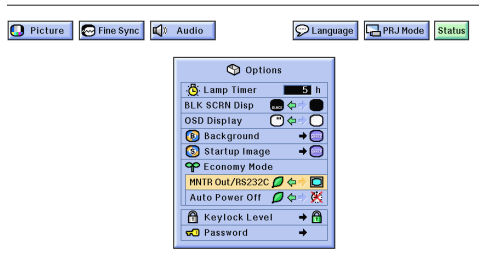 Picture
Fine Sync
Audio
Language
PRJ Mode
Status
Options
Lamp Timer 5 h
BLK SCRN Disp
OSD Display
Background
Startup Image
Economy Mode
MNTR Out/RS232C
Auto Power Off
Keylock Level
Password